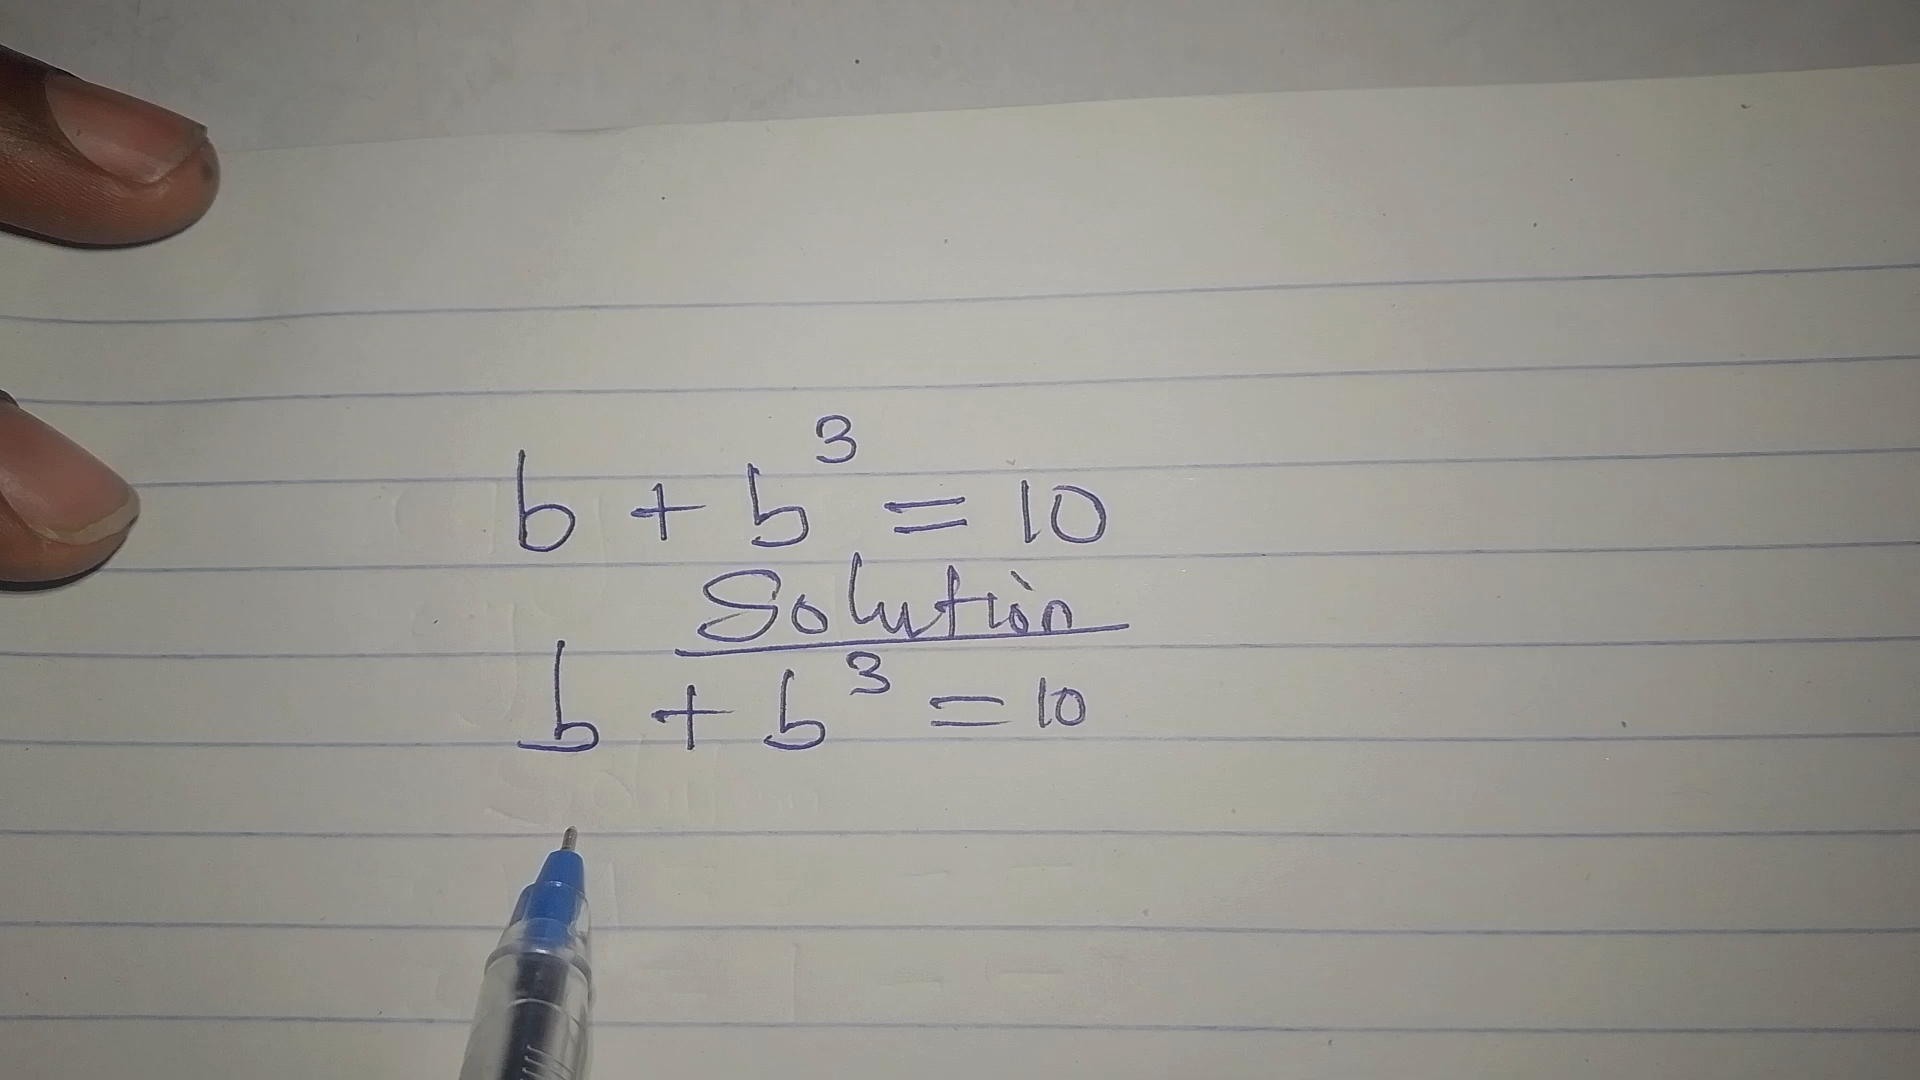 b + b³ = 10
Solution
b + b³ = 10